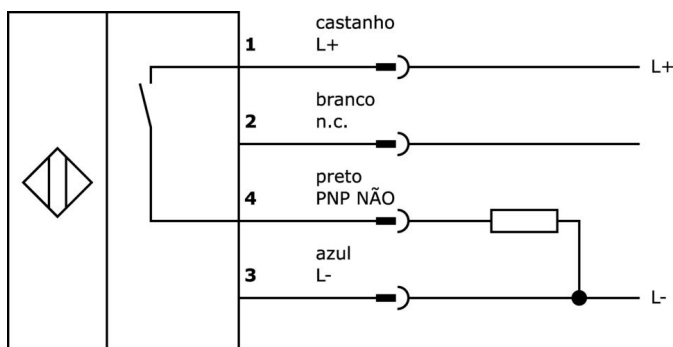 castanho
1 L+ L+
branco
2 n.c.
preto
4 PNP NÃO
azul
3 L- L-